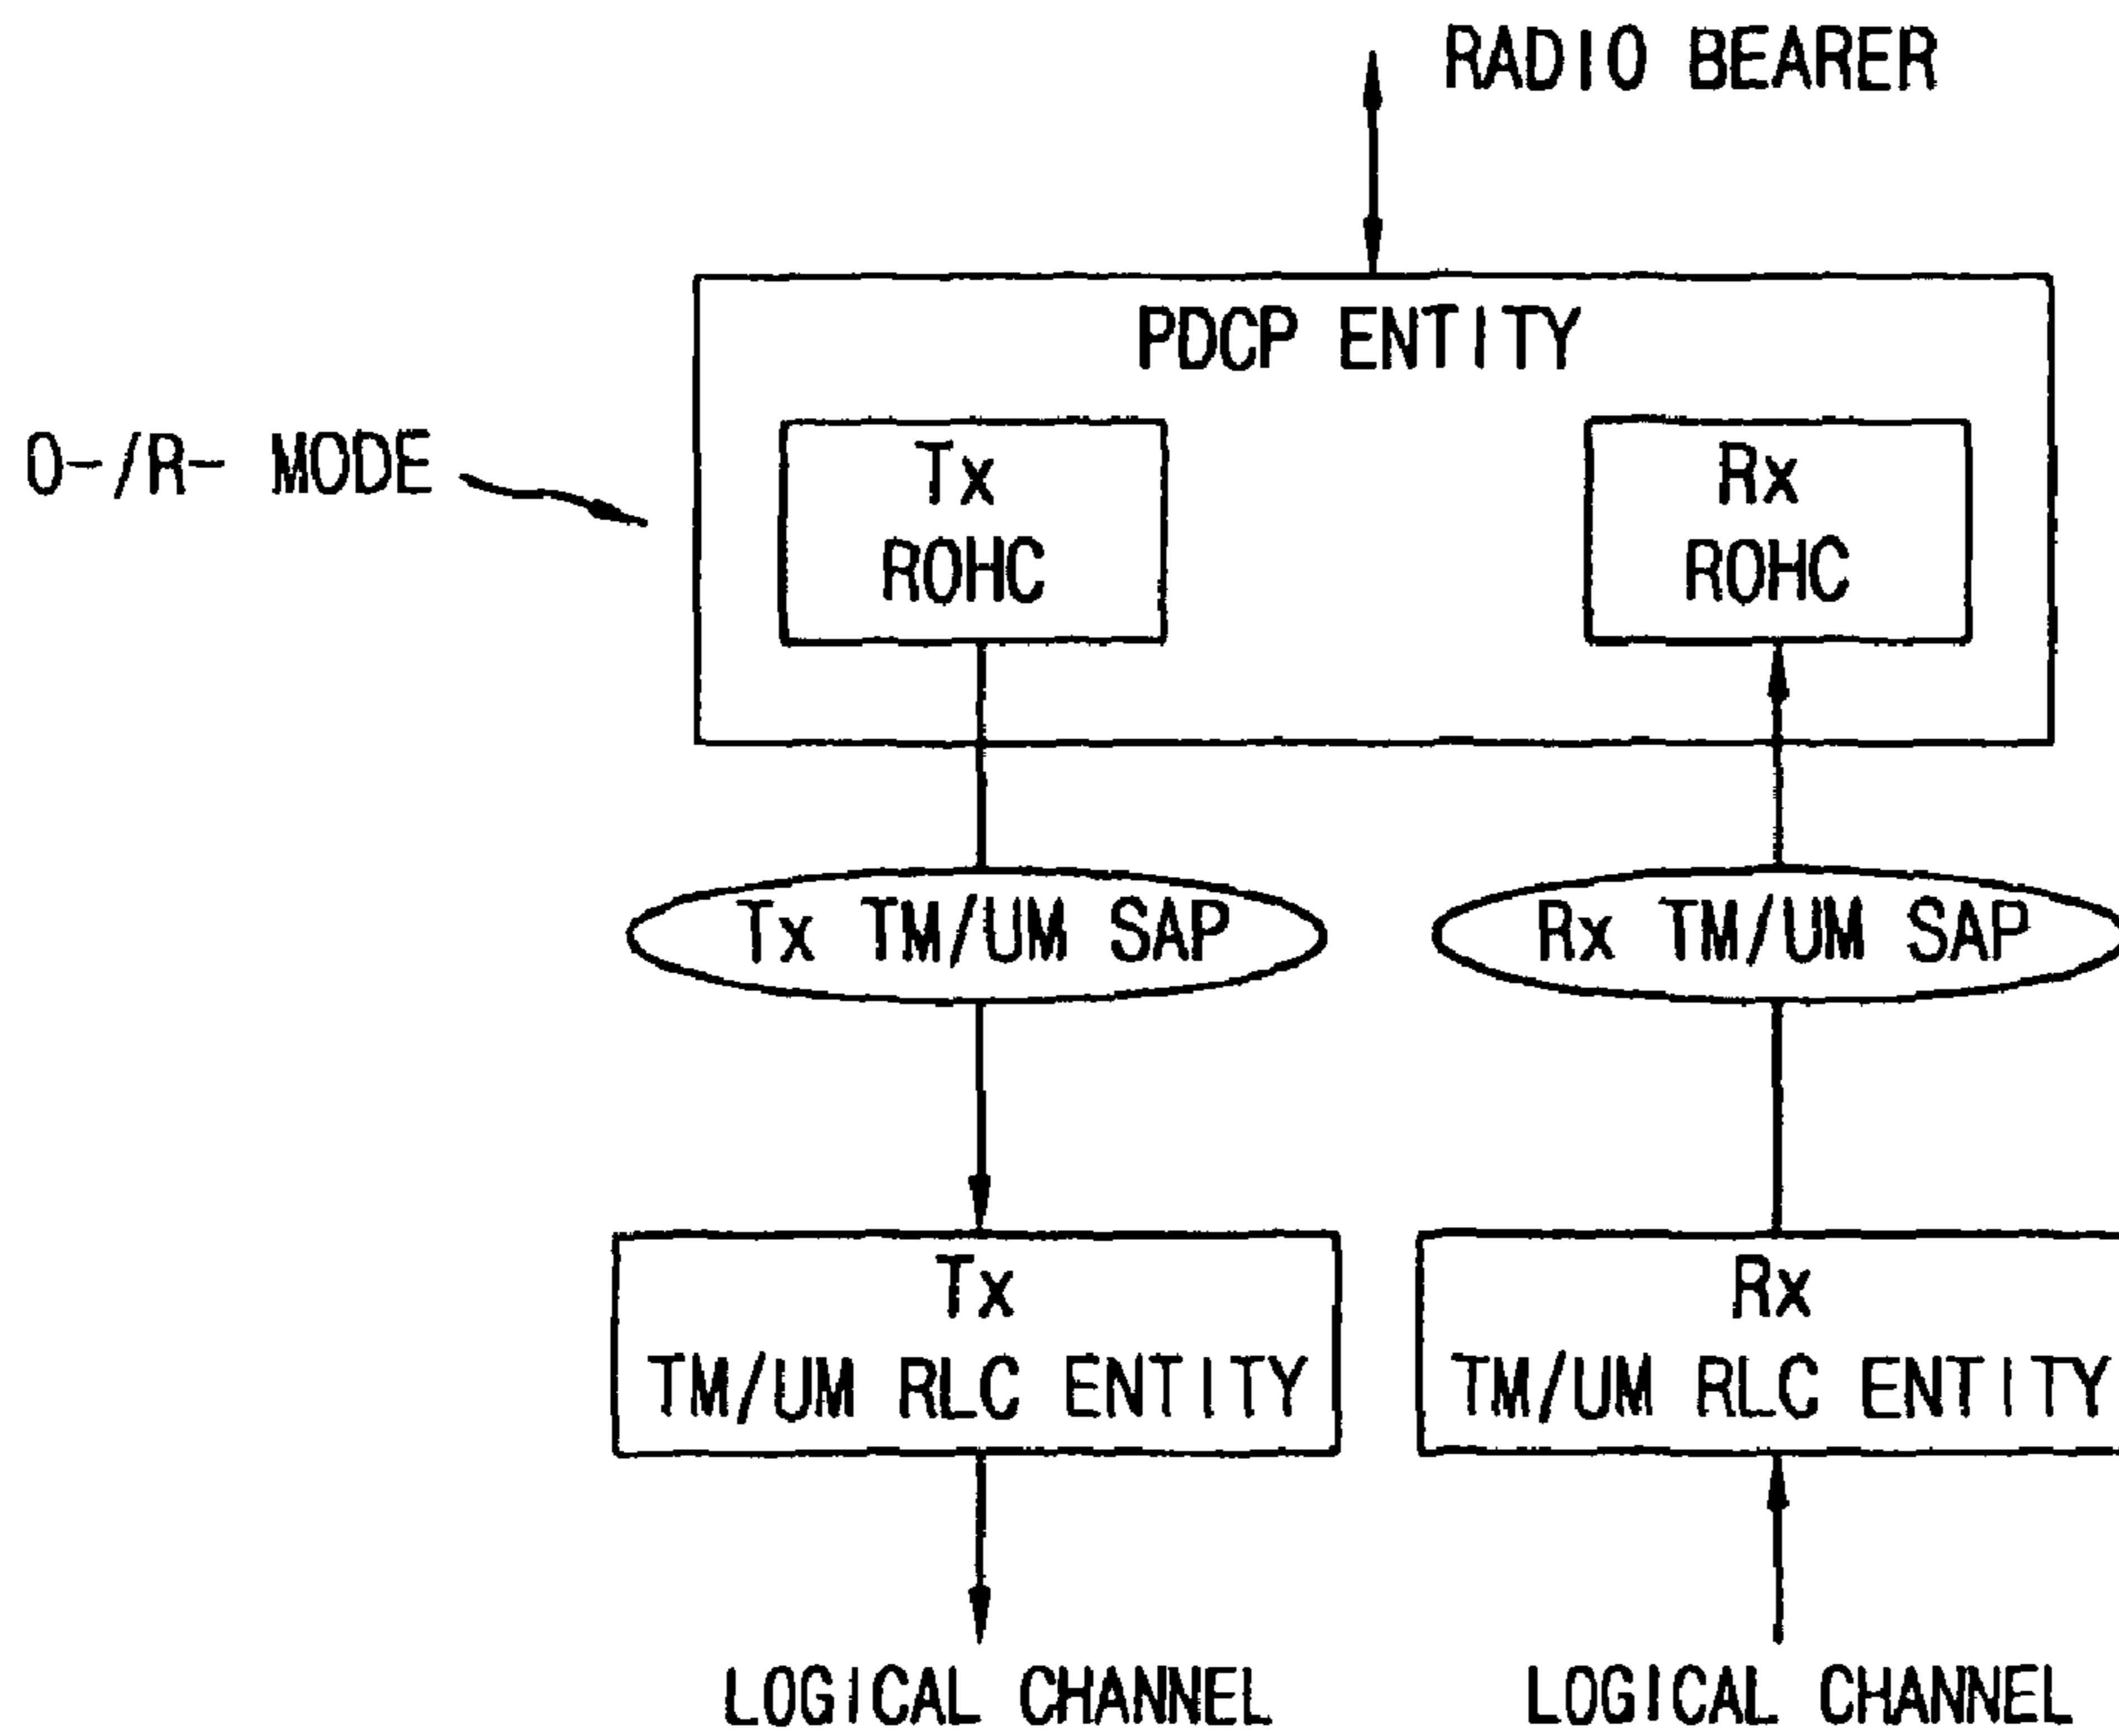 RADIO BEARER
PDCP ENTITY
O-/R- MODE
Tx
ROHC
Rx
ROHC
Tx TM/UM SAP
Rx TM/UM SAP
Tx
TM/UM RLC ENTITY
Rx
TM/UM RLC ENTITY
LOGICAL CHANNEL
LOGICAL CHANNEL